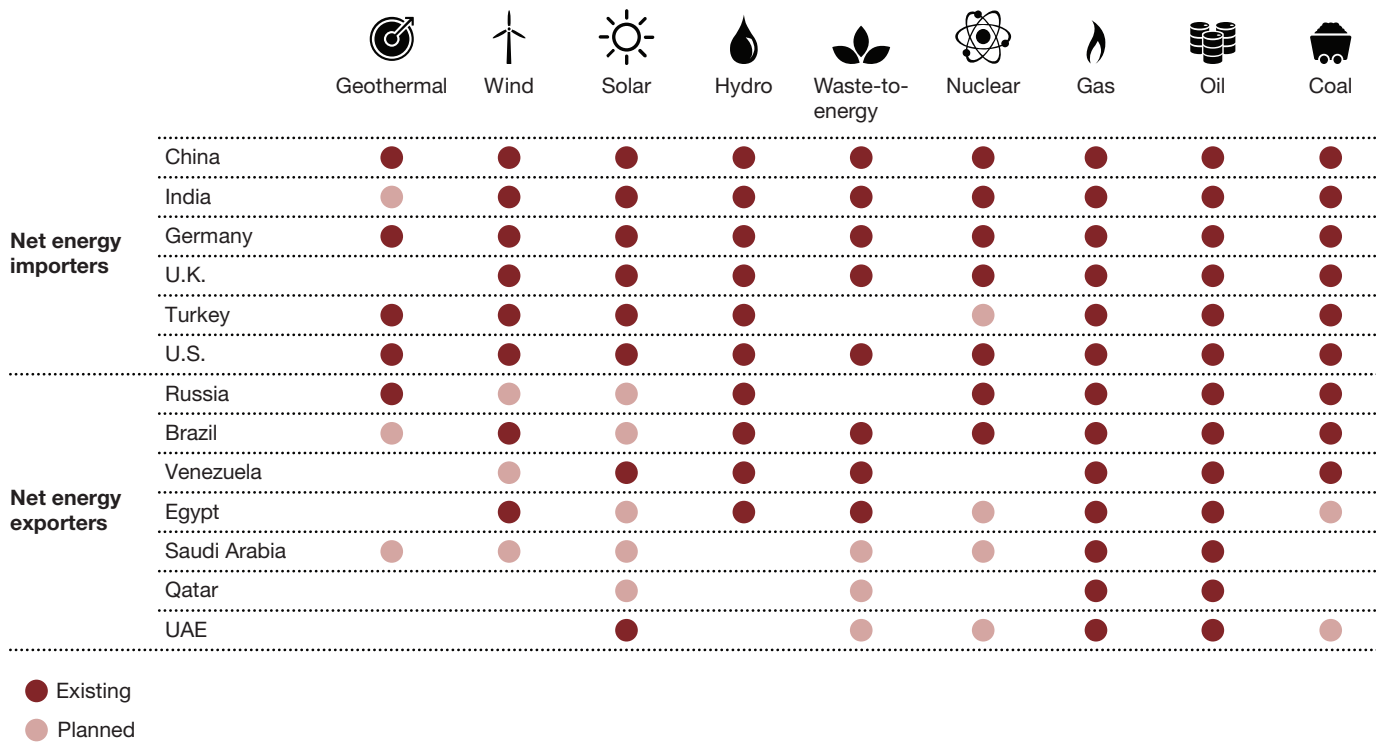 Geothermal Wind Solar Hydro Waste-to-
energy Nuclear Gas Oil Coal
Net energy
importers
China
India
Germany
U.K.
Turkey
U.S.
Net energy
exporters
Russia
Brazil
Venezuela
Egypt
Saudi Arabia
Qatar
UAE
Existing
Planned